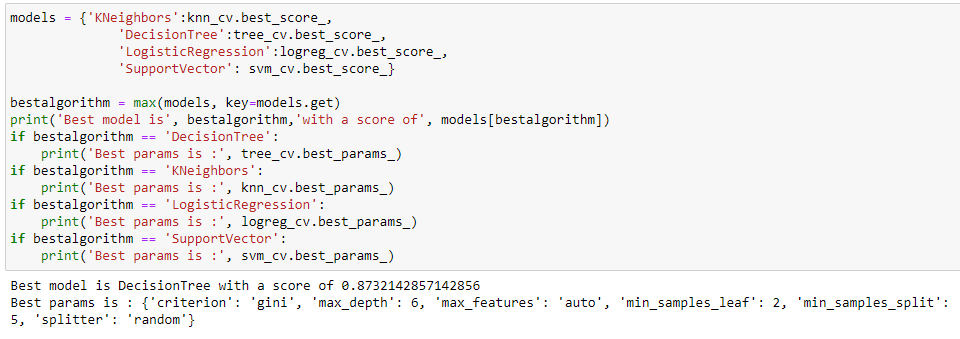 models = {'KNeighbors':knn_cv.best_score_,
              'DecisionTree':tree_cv.best_score_,
              'LogisticRegression':logreg_cv.best_score_,
              'SupportVector': svm_cv.best_score_}

bestalgorithm = max(models, key=models.get)
print('Best model is', bestalgorithm,'with a score of', models[bestalgorithm])
if bestalgorithm == 'DecisionTree':
    print('Best params is :', tree_cv.best_params_)
if bestalgorithm == 'KNeighbors':
    print('Best params is :', knn_cv.best_params_)
if bestalgorithm == 'LogisticRegression':
    print('Best params is :', logreg_cv.best_params_)
if bestalgorithm == 'SupportVector':
    print('Best params is :', svm_cv.best_params_)
Best model is DecisionTree with a score of 0.8732142857142856
Best params is : {'criterion': 'gini', 'max_depth': 6, 'max_features': 'auto', 'min_samples_leaf': 2, 'min_samples_split':
5, 'splitter': 'random'}